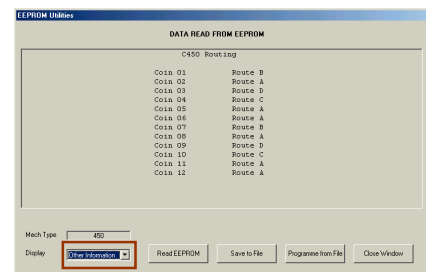 EEPROM Utilities
DATA READ FROM EEPROM
C450 Routing
Coin 01 Route B
Coin 02 Route A
Coin 03 Route D
Coin 04 Route C
Coin 05 Route A
Coin 06 Route A
Coin 07 Route B
Coin 08 Route A
Coin 09 Route D
Coin 10 Route C
Coin 11 Route A
Coin 12 Route A
Mech Type 450
Display Other Information Read EEPROM Save to File Programme from File Close Window